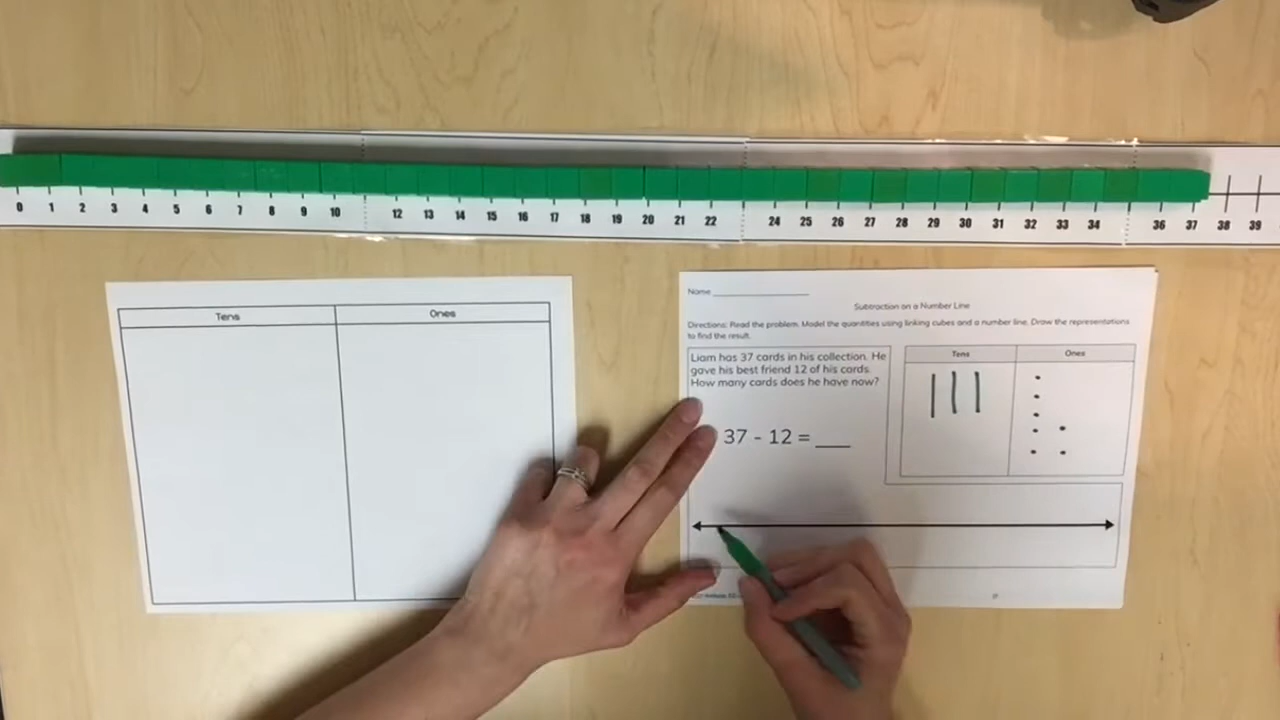 0 1 2 3 4 5 6 7 8 9 10 12 13 14 15 16 17 18 19 20 21 22 24 25 26 27 28 29 30 31 32 33 34 36 37 38 39
Tens Ones
Name
Subtraction on a Number Line
Directions: Read the problem. Model the quantities using linking cubes and a number line. Draw the representations
to find the result.
Liam has 37 cards in his collection. He
gave his best friend 12 of his cards.
How many cards does he have now?
37 - 12 = ___
Tens Ones